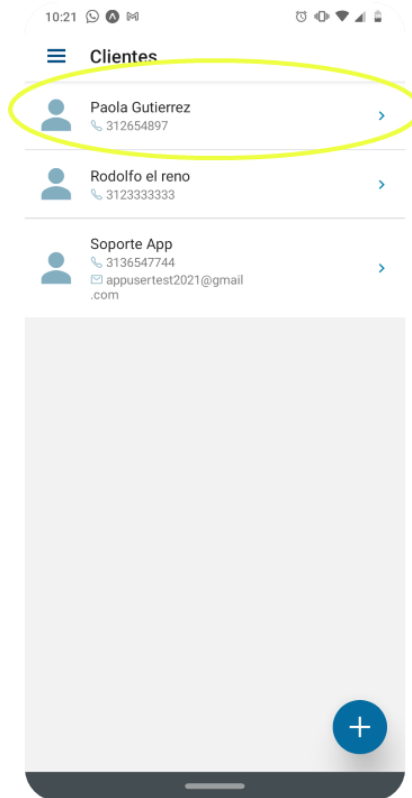 10:21
Clientes
Paola Gutierrez
312654897
Rodolfo el reno
3123333333
Soporte App
3136547744
appusertest2021@gmail
.com